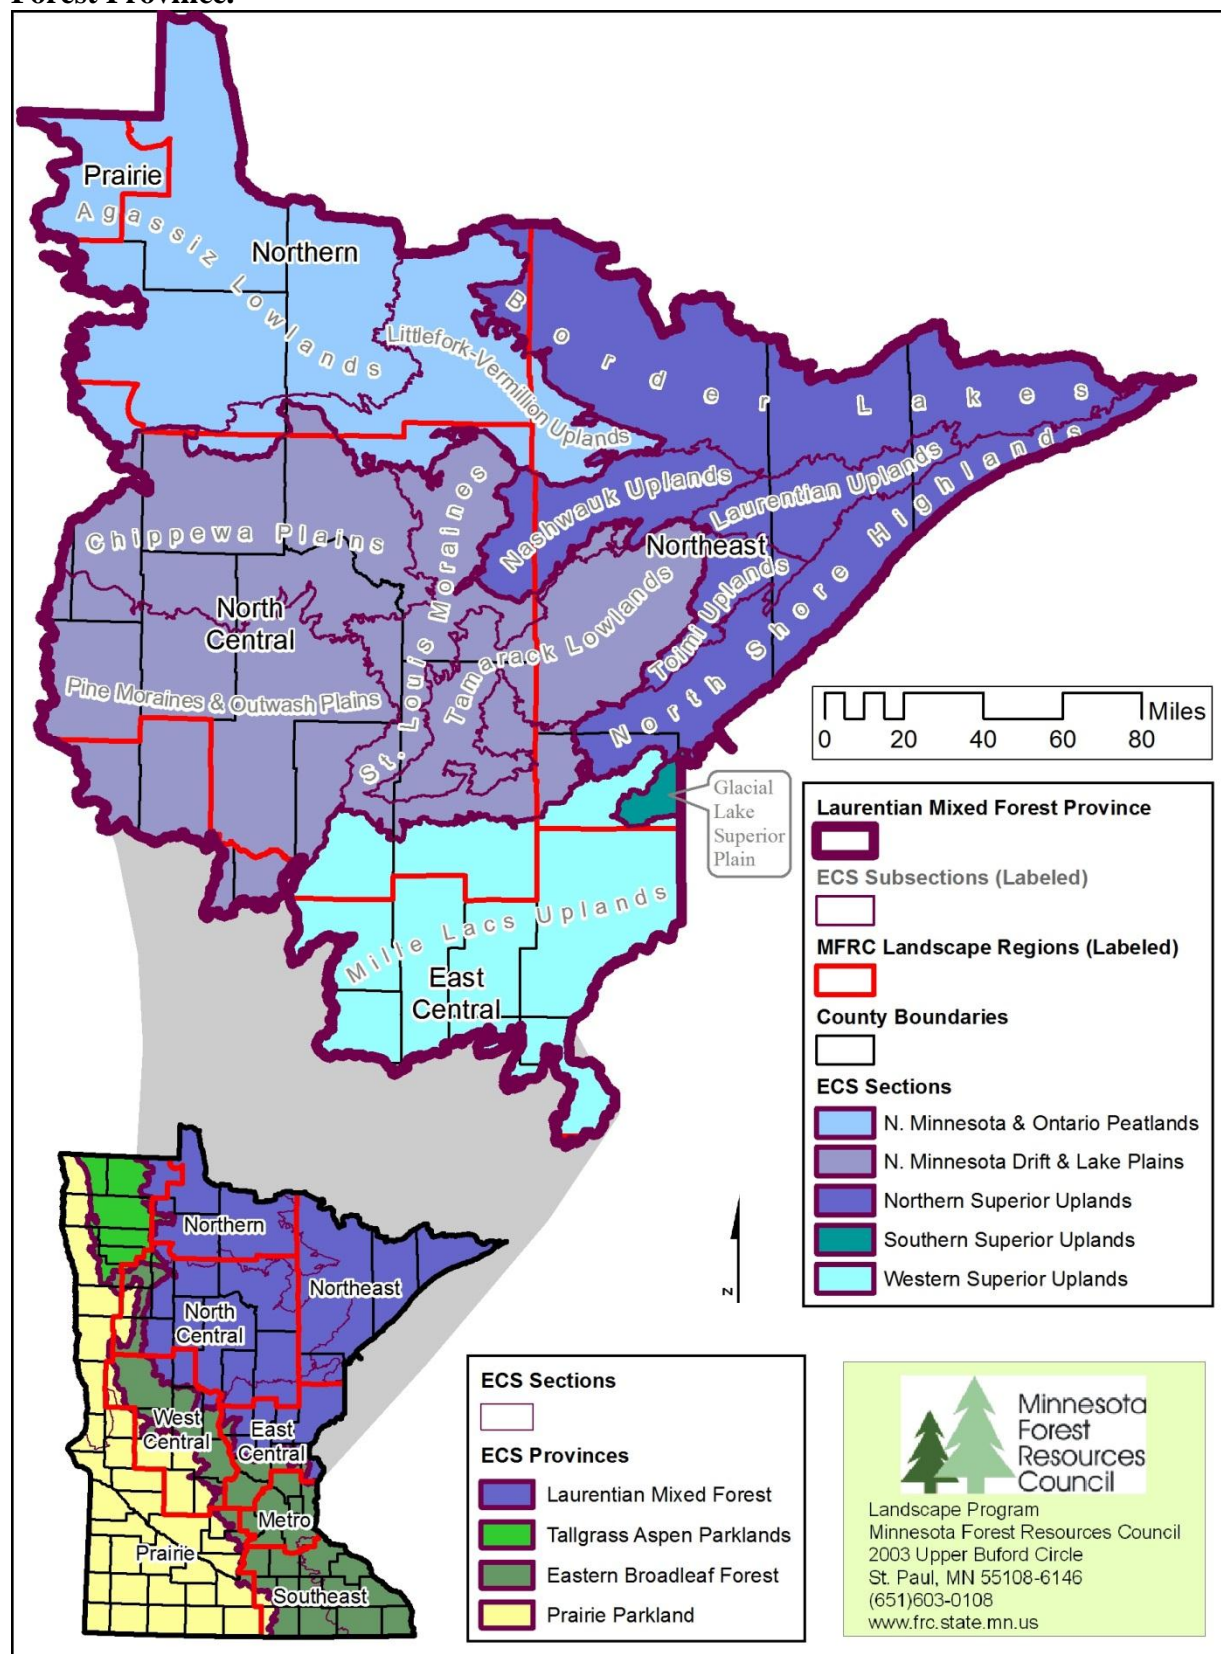 Forest Province.
Prairie
Agassiz Lowlands
Northern
Littlefork-Vermillion Uplands
Border Lakes
Chippewa Plains
St. Louis Moraines
Nashwauk Uplands
Laurentian Uplands
Northeast
North Shore Highlands
Toimi Uplands
Tamarack Lowlands
North
Central
Pine Moraines & Outwash Plains
Mille Lacs Uplands
East
Central
Glacial
Lake
Superior
Plain
Miles
0 20 40 60 80
Laurentian Mixed Forest Province
ECS Subsections (Labeled)
MFRC Landscape Regions (Labeled)
County Boundaries
ECS Sections
N. Minnesota & Ontario Peatlands
N. Minnesota Drift & Lake Plains
Northern Superior Uplands
Southern Superior Uplands
Western Superior Uplands
N
Northern
Northeast
North
Central
West
Central
East
Central
Metro
Prairie
Southeast
ECS Sections
ECS Provinces
Laurentian Mixed Forest
Tallgrass Aspen Parklands
Eastern Broadleaf Forest
Prairie Parkland
Minnesota
Forest
Resources
Council
Landscape Program
Minnesota Forest Resources Council
2003 Upper Buford Circle
St. Paul, MN 55108-6146
(651)603-0108
www.frc.state.mn.us